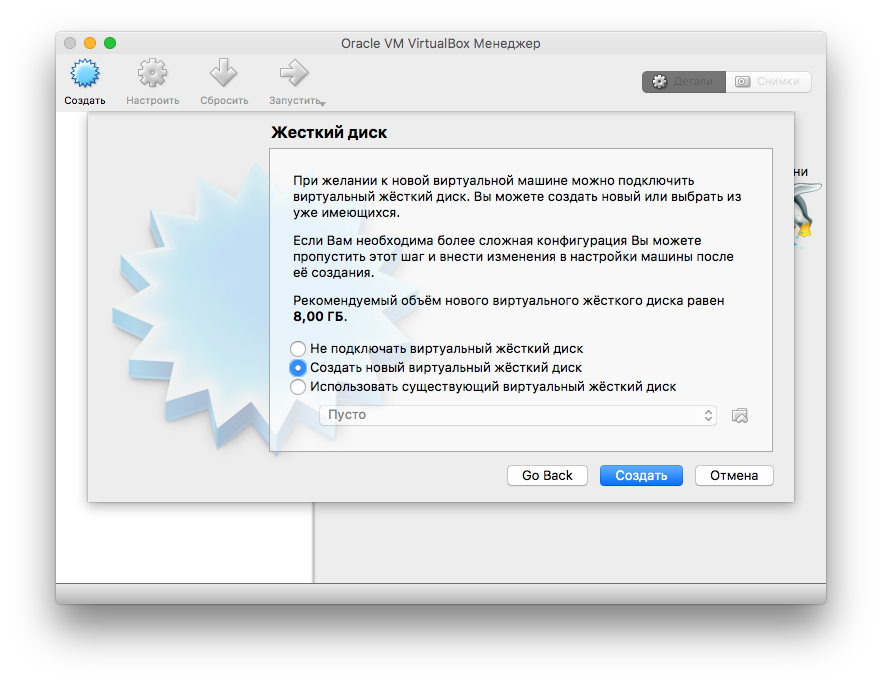 Oracle VM VirtualBox Менеджер
Создать
Настроить
Сбросить
Запустить
Детали
Снимки
Жесткий диск
При желании к новой виртуальной машине можно подключить
виртуальный жёсткий диск. Вы можете создать новый или выбрать из
уже имеющихся.
Если Вам необходима более сложная конфигурация Вы можете
пропустить этот шаг и внести изменения в настройки машины после
её создания.
Рекомендуемый объём нового виртуального жёсткого диска равен
8,00 ГБ.
Не подключать виртуальный жёсткий диск
Создать новый виртуальный жёсткий диск
Использовать существующий виртуальный жёсткий диск
Пусто
Go Back
Создать
Отмена